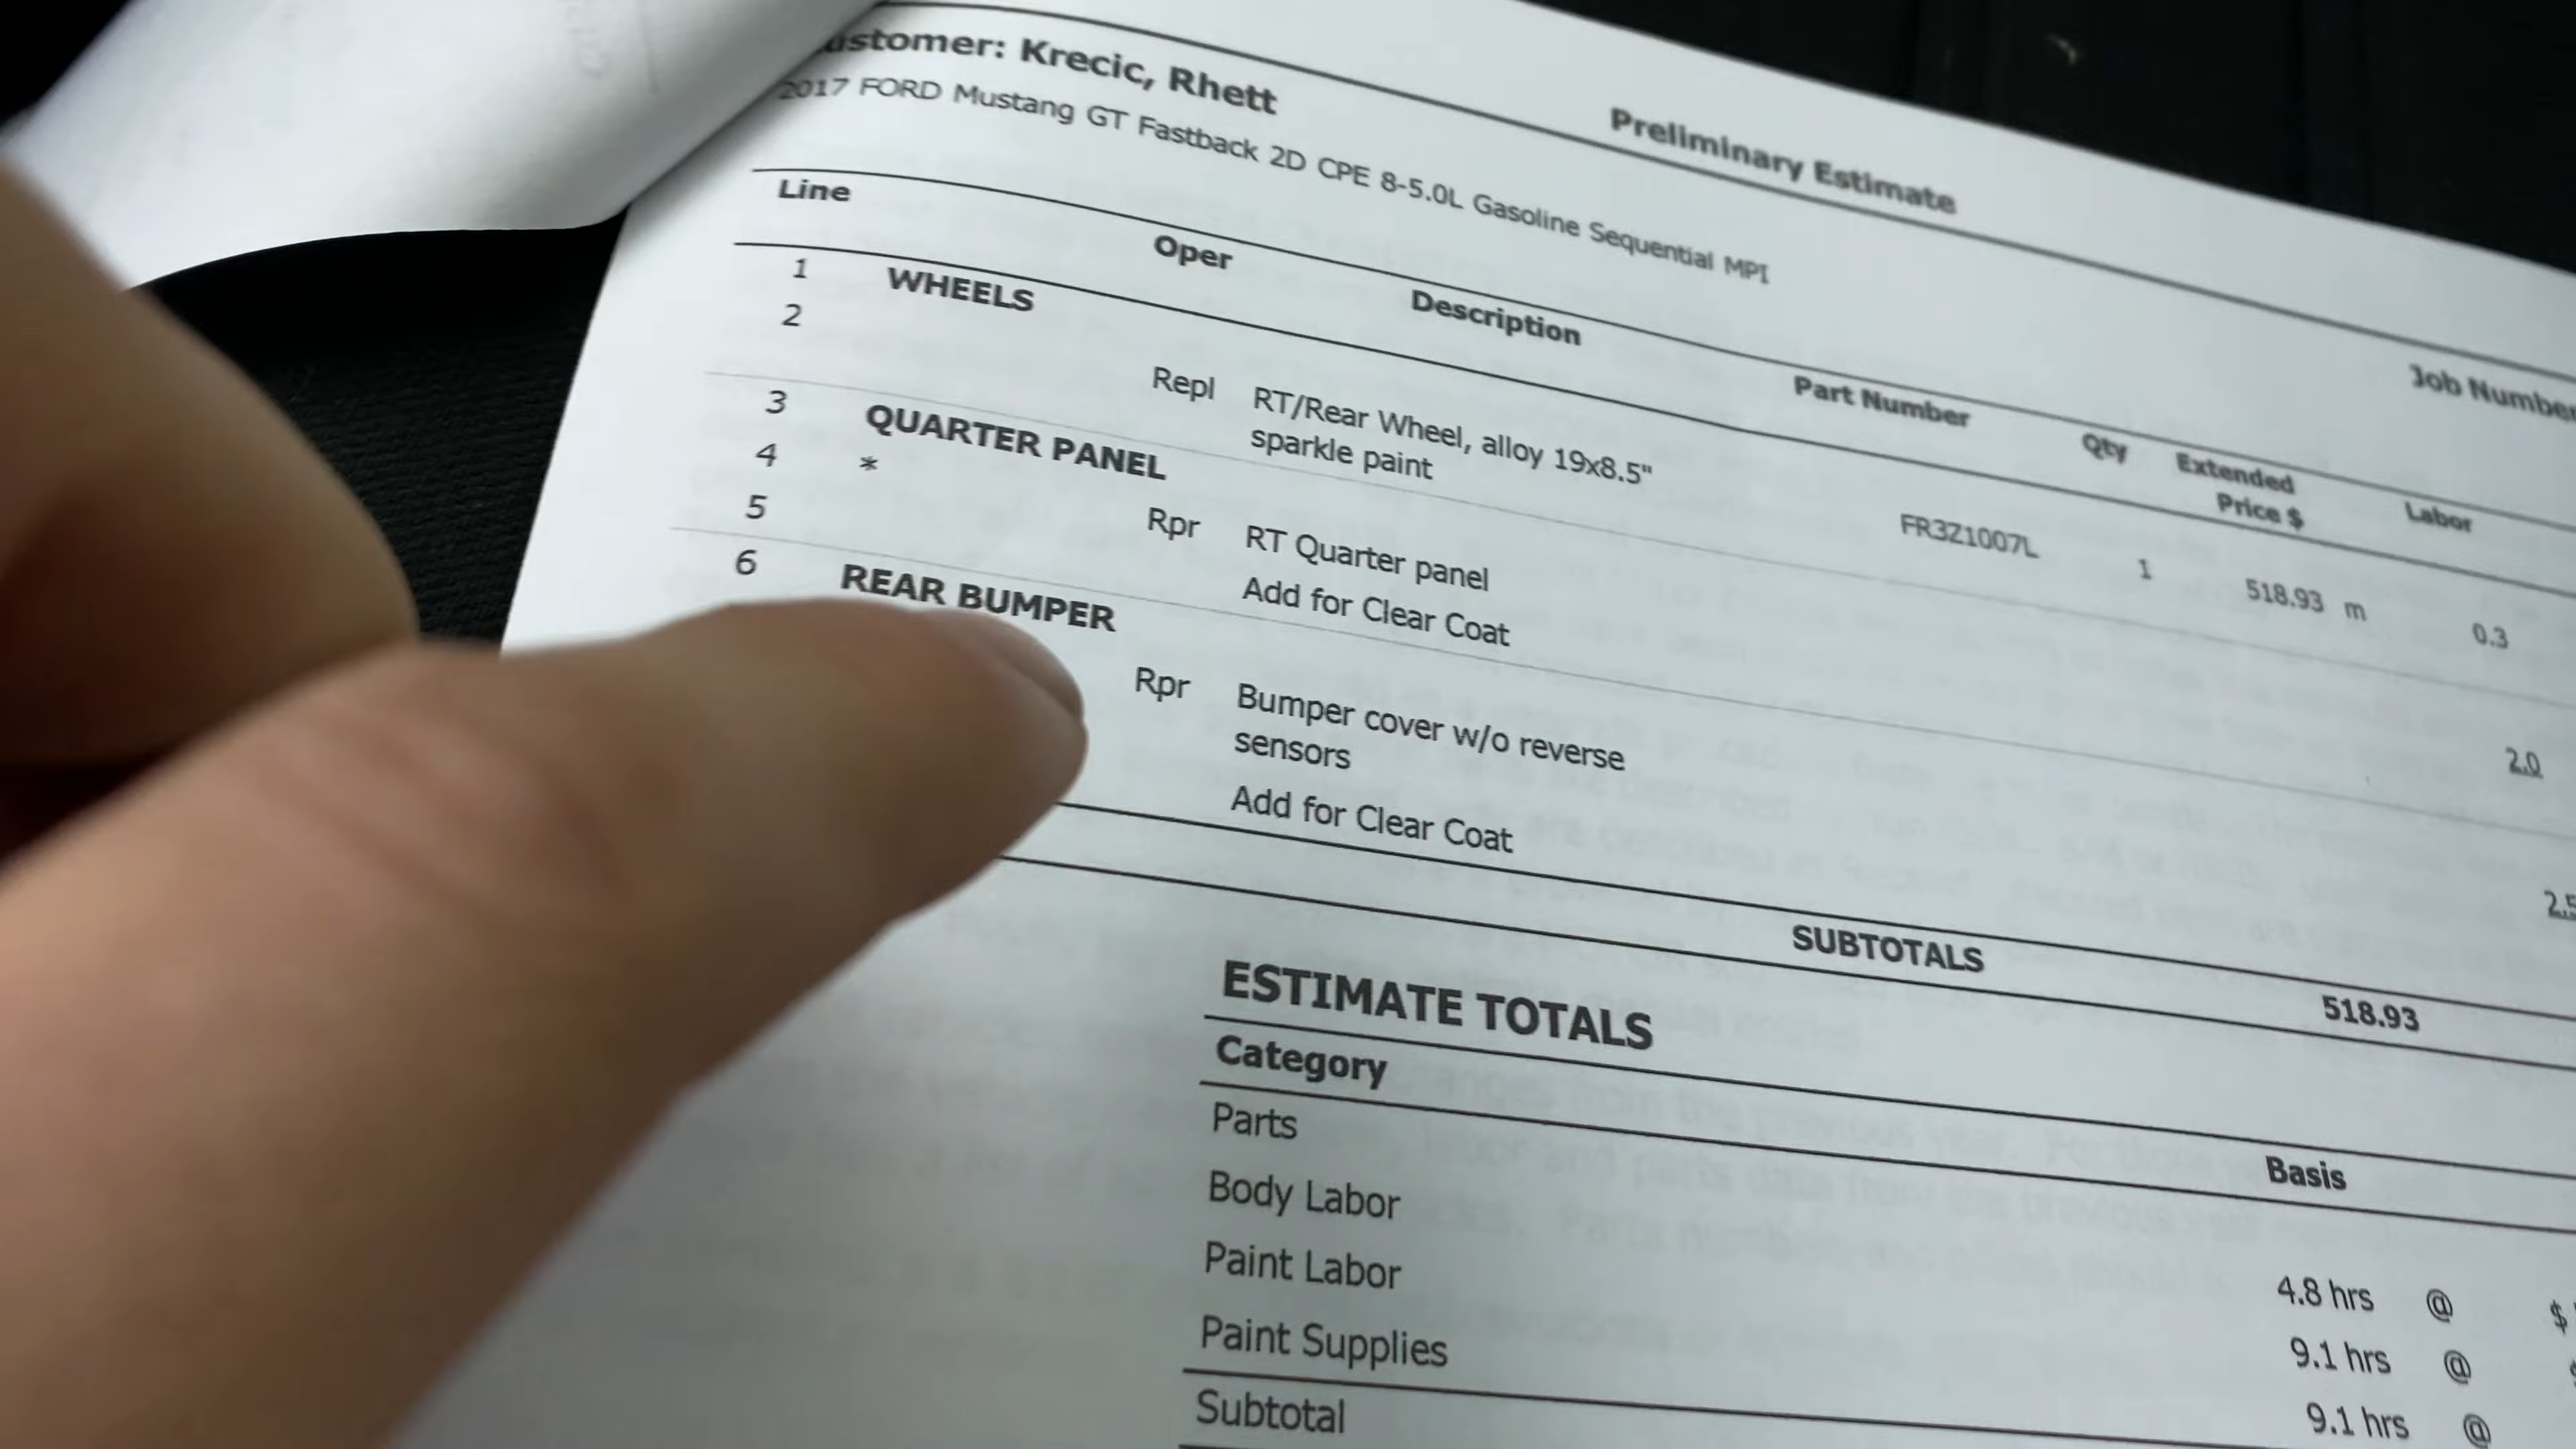 ustomer: Krecic, Rhett
2017 FORD Mustang GT Fastback 2D CPE 8-5.0L Gasoline Sequential MPI
Preliminary Estimate
Job Number
Line Oper Description Part Number Qty Extended Price $ Labor
1 WHEELS
2 Repl RT/Rear Wheel, alloy 19x8.5" FR3Z1007L 1 518.93 m 0.3
sparkle paint
3 QUARTER PANEL
4 * Rpr RT Quarter panel 2.0
5 Add for Clear Coat
6 REAR BUMPER
Rpr Bumper cover w/o reverse 2.5
sensors
Add for Clear Coat
SUBTOTALS 518.93
ESTIMATE TOTALS
Category Basis
Parts
Body Labor 4.8 hrs @ $
Paint Labor 9.1 hrs @ $
Paint Supplies 9.1 hrs @
Subtotal